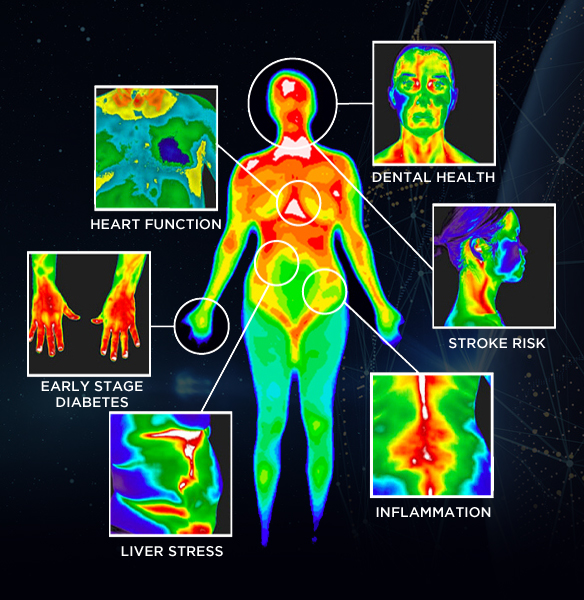 DENTAL HEALTH
HEART FUNCTION
STROKE RISK
EARLY STAGE
DIABETES
INFLAMMATION
LIVER STRESS